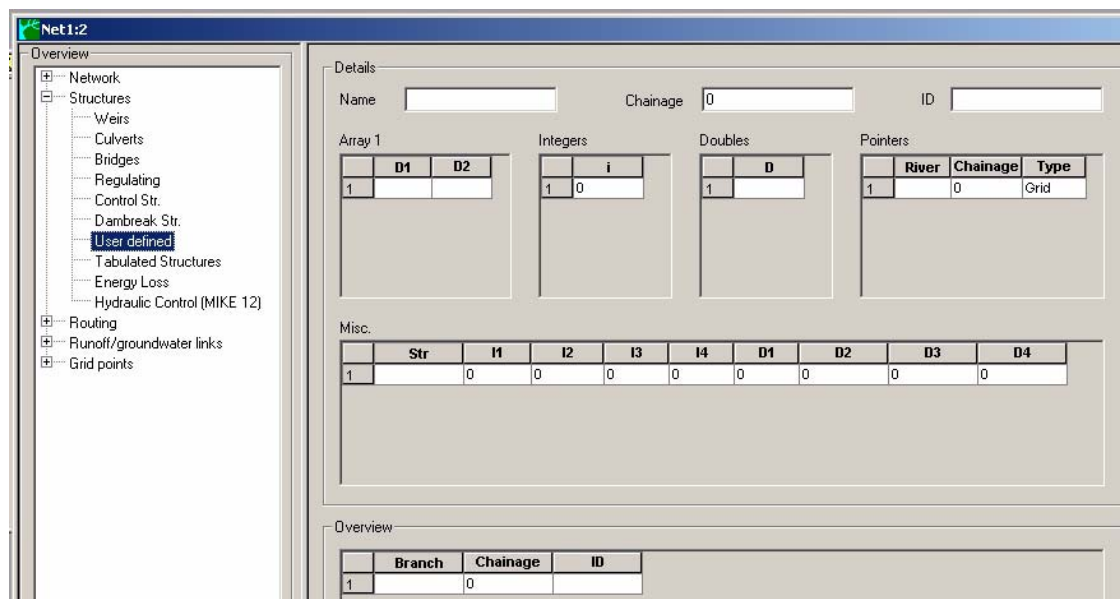 Net1:2
Overview
Network
Structures
Weirs
Culverts
Bridges
Regulating
Control Str.
Dambreak Str.
User defined
Tabulated Structures
Energy Loss
Hydraulic Control (MIKE 12)
Routing
Runoff/groundwater links
Grid points
Details
Name Chainage 0 ID
Array 1 Integers Doubles Pointers
D1 D2 i D River Chainage Type
1 1 0 1 1 0 Grid
Misc.
Str I1 I2 I3 I4 D1 D2 D3 D4
1 0 0 0 0 0 0 0 0
Overview
Branch Chainage ID
1 0